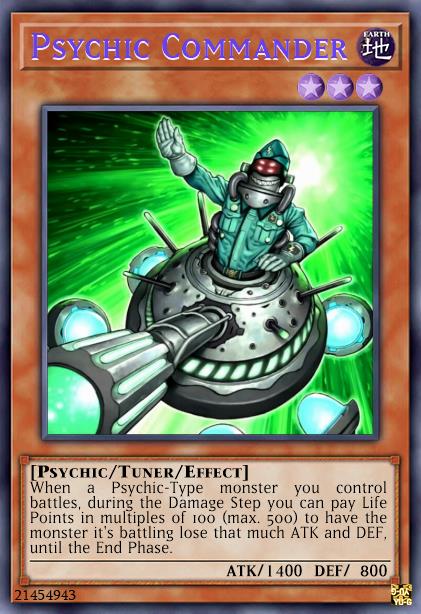 PSYCHIC COMMANDER
EARTH
地
[PSYCHIC/TUNER/EFFECT]
When a Psychic-Type monster you control
battles, during the Damage Step you can pay Life
Points in multiples of 100 (max. 500) to have the
monster it's battling lose that much ATK and DEF,
until the End Phase.
ATK/1400 DEF/ 800
21454943